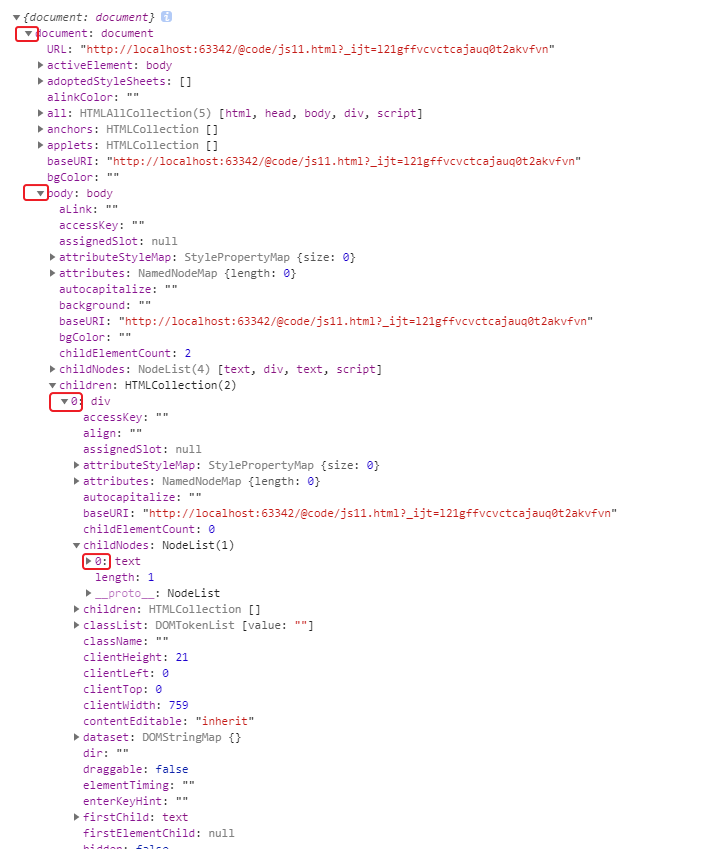 {document: document} i
document: document
URL: "http://localhost:63342/@code/js11.html?_ijt=l21gffvcvctcajauq0t2akvfvn"
activeElement: body
adoptedStyleSheets: []
alinkColor: ""
all: HTMLAllCollection(5) [html, head, body, div, script]
anchors: HTMLCollection []
applets: HTMLCollection []
baseURI: "http://localhost:63342/@code/js11.html?_ijt=l21gffvcvctcajauq0t2akvfvn"
bgColor: ""
body: body
aLink: ""
accessKey: ""
assignedSlot: null
attributeStyleMap: StylePropertyMap {size: 0}
attributes: NamedNodeMap {length: 0}
autocapitalize: ""
background: ""
baseURI: "http://localhost:63342/@code/js11.html?_ijt=l21gffvcvctcajauq0t2akvfvn"
bgColor: ""
childElementCount: 2
childNodes: NodeList(4) [text, div, text, script]
children: HTMLCollection(2)
0: div
accessKey: ""
align: ""
assignedSlot: null
attributeStyleMap: StylePropertyMap {size: 0}
attributes: NamedNodeMap {length: 0}
autocapitalize: ""
baseURI: "http://localhost:63342/@code/js11.html?_ijt=l21gffvcvctcajauq0t2akvfvn"
childElementCount: 0
childNodes: NodeList(1)
0: text
length: 1
__proto__: NodeList
children: HTMLCollection []
classList: DOMTokenList [value: ""]
className: ""
clientHeight: 21
clientLeft: 0
clientTop: 0
clientWidth: 759
contentEditable: "inherit"
dataset: DOMStringMap {}
dir: ""
draggable: false
elementTiming: ""
enterKeyHint: ""
firstChild: text
firstElementChild: null
hidden: false